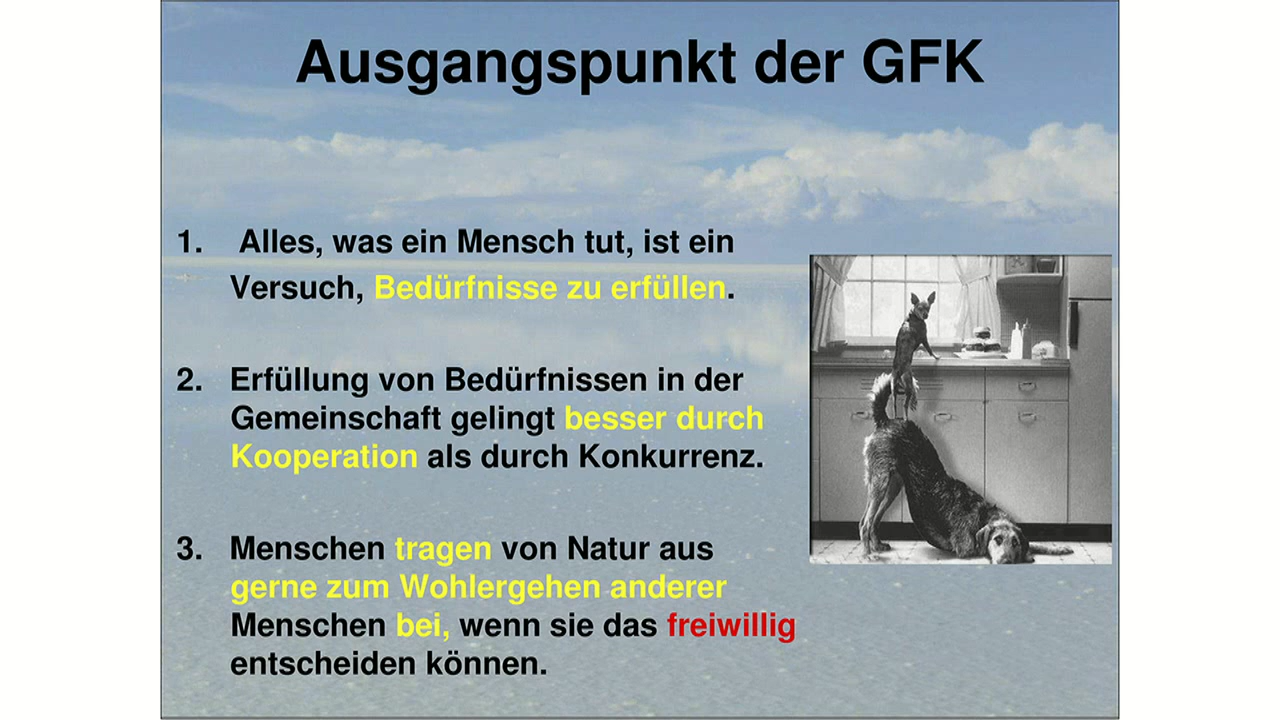 Ausgangspunkt der GFK
1. Alles, was ein Mensch tut, ist ein
Versuch, Bedürfnisse zu erfüllen.
2. Erfüllung von Bedürfnissen in der
Gemeinschaft gelingt besser durch
Kooperation als durch Konkurrenz.
3. Menschen tragen von Natur aus
gerne zum Wohlergehen anderer
Menschen bei, wenn sie das freiwillig
entscheiden können.